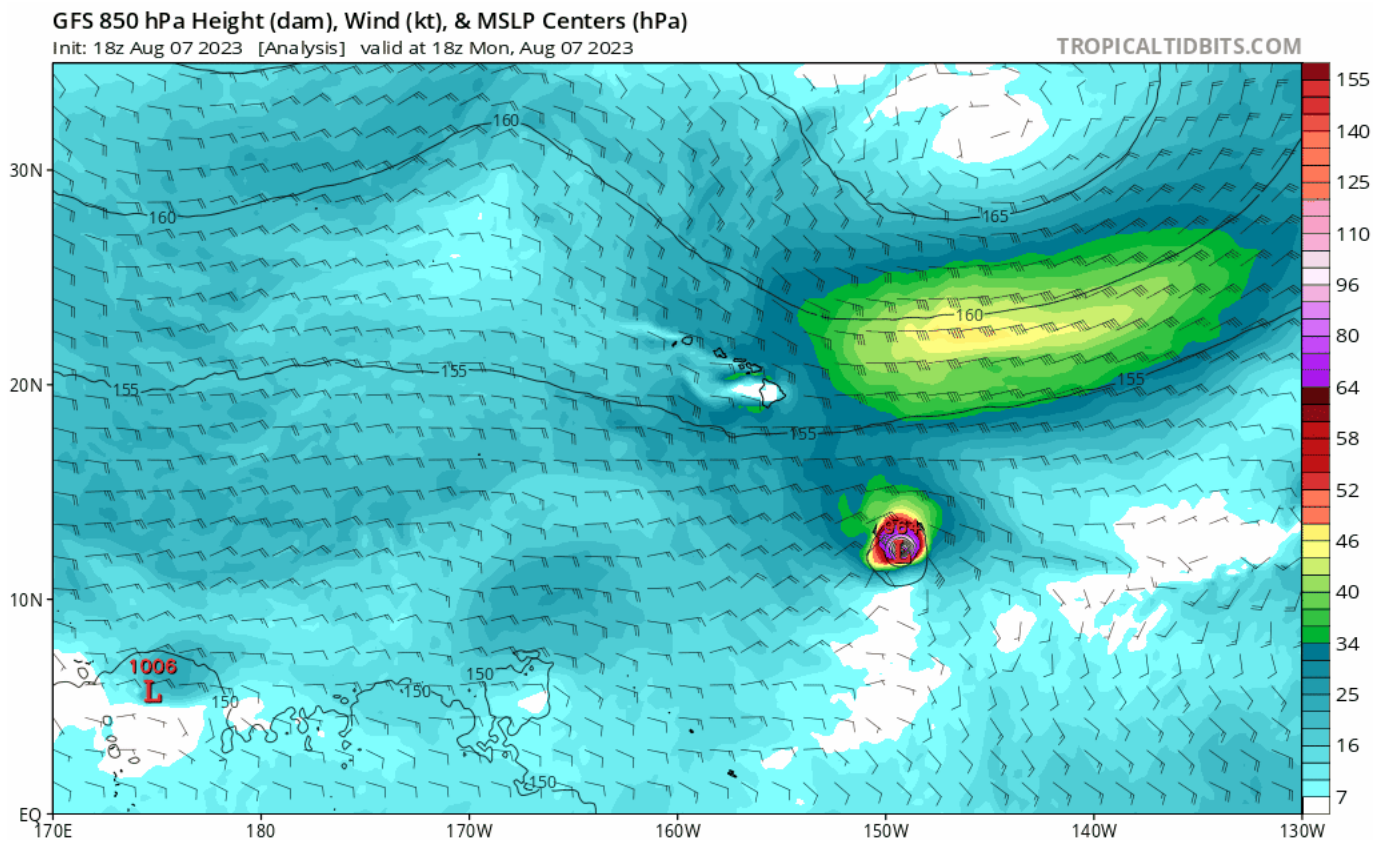 GFS 850 hPa Height (dam), Wind (kt), & MSLP Centers (hPa)
Init: 18z Aug 07 2023 [Analysis] valid at 18z Mon, Aug 07 2023
TROPICALTIDBITS.COM
155
140
125
110
96
80
64
58
52
46
40
34
25
16
7
30N
20N
10N
EQ
160
160
165
160
155
155
155
155
L
1006
L
150
150
150
150
170E
180
170W
160W
150W
140W
130W